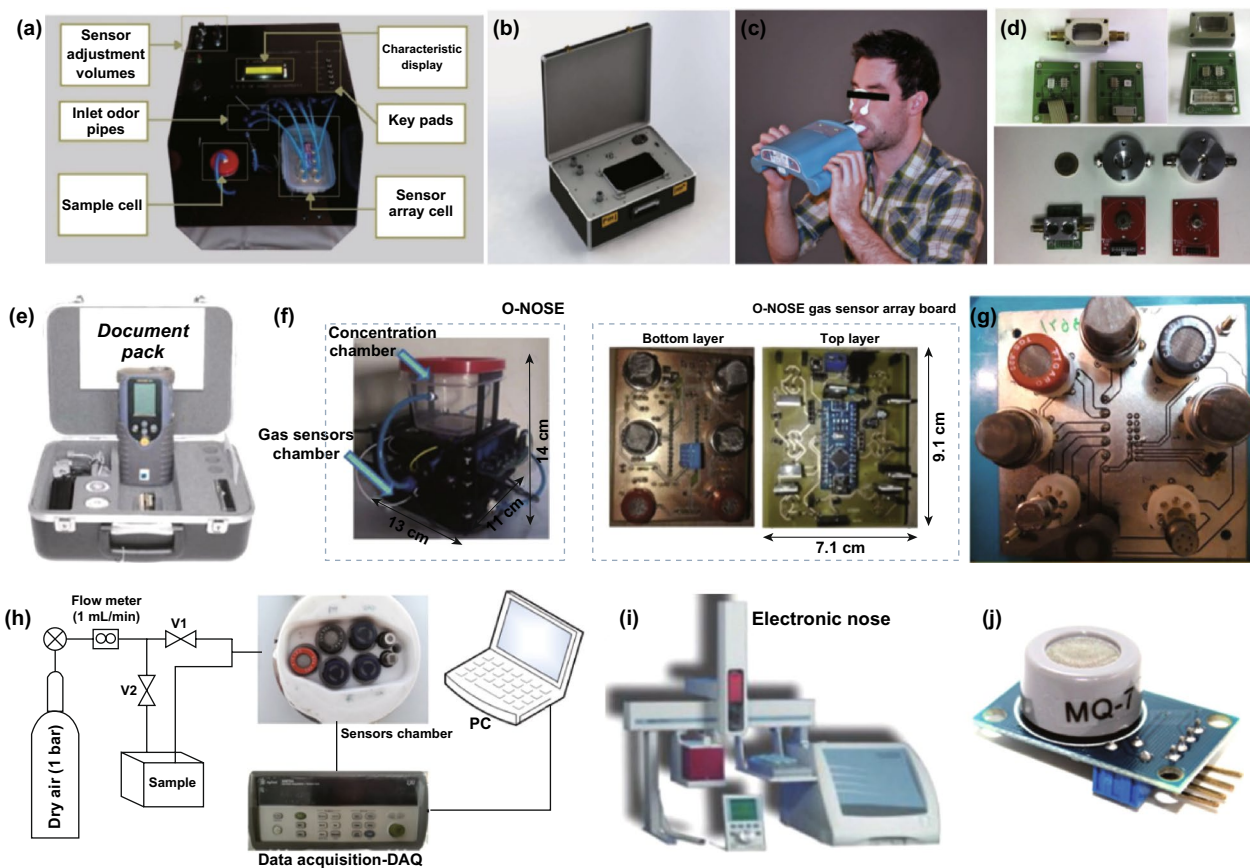 (a)
Sensor
adjustment
volumes
Inlet odor
pipes
Sample cell
Characteristic
display
Key pads
Sensor
array cell
(b)
(c)
(d)
(e)
Document
pack
(f)
O-NOSE
Concentration
chamber
Gas sensors
chamber
14 cm
11 cm
13 cm
O-NOSE gas sensor array board
Bottom layer
Top layer
9.1 cm
7.1 cm
(g)
(h)
Flow meter
(1 mL/min)
V1
V2
Dry air (1 bar)
Sample
Sensors chamber
PC
Data acquisition-DAQ
(i)
Electronic nose
(j)
MQ-7